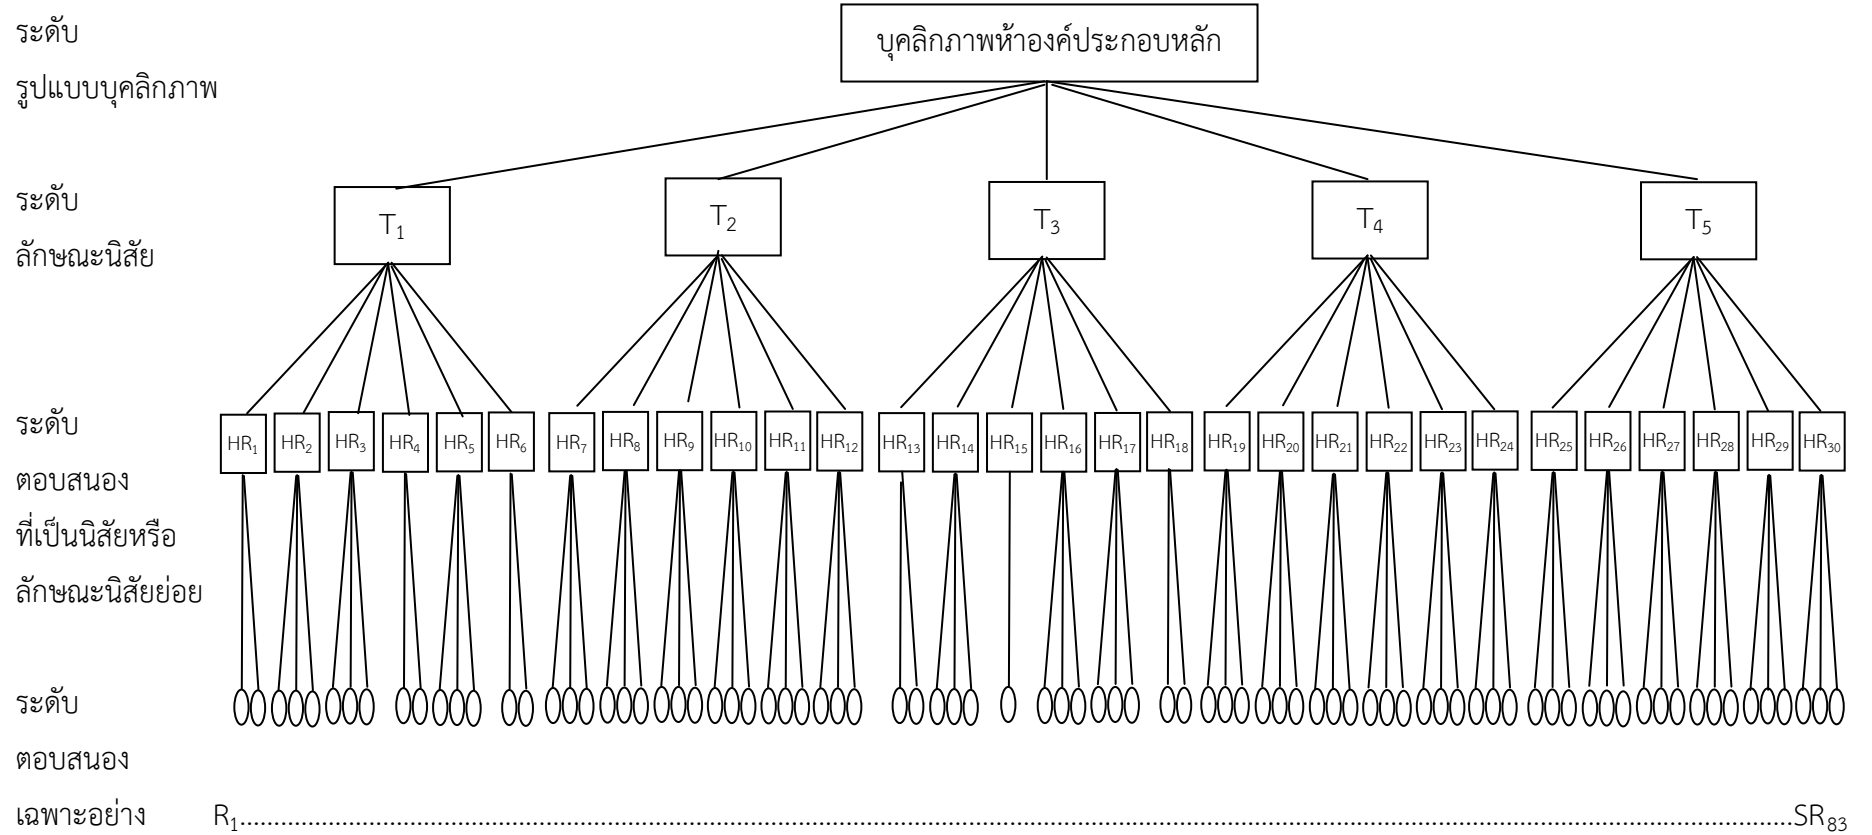 ระดับ
บุคลิกภาพห้าองค์ประกอบหลัก
รูปแบบบุคลิกภาพ
ระดับ
T1 T2 T3 T4 T5
ลักษณะนิสัย
ระดับ
HR1 HR2 HR3 HR4 HR5 HR6 HR7 HR8 HR9 HR10 HR11 HR12 HR13 HR14 HR15 HR16 HR17 HR18 HR19 HR20 HR21 HR22 HR23 HR24 HR25 HR26 HR27 HR28 HR29 HR30
ตอบสนอง
ที่เป็นนิสัยหรือ
ลักษณะนิสัยย่อย
ระดับ
ตอบสนอง
เฉพาะอย่าง R1........................................................................SR83